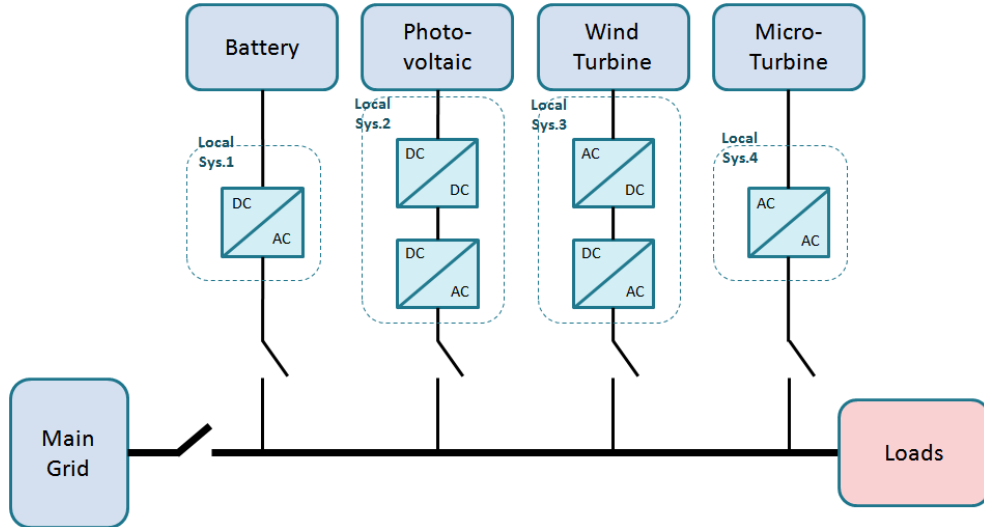 Battery
Photo-
voltaic
Wind
Turbine
Micro-
Turbine
Local
Sys.1
Local
Sys.2
Local
Sys.3
Local
Sys.4
DC
AC
DC
DC
DC
AC
AC
DC
DC
AC
AC
AC
Main
Grid
Loads